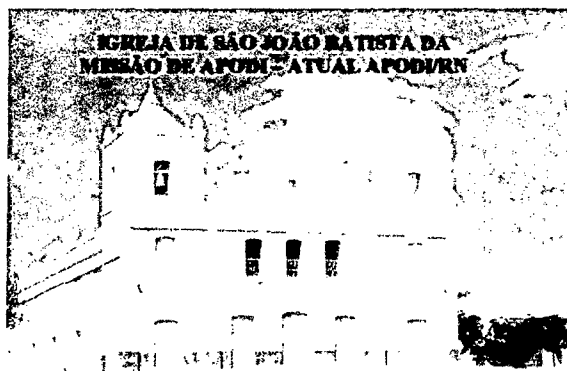 IGREJA DE SÃO JOÃO BATISTA DA
MISSÃO DE APODI - ATUAL APODI/RN